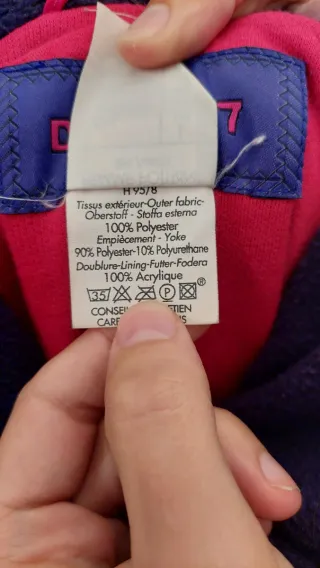 D 7
H 95/8
Tissus extérieur-Outer fabric-
Oberstoff - Stoffa esterna
100% Polyester
Empiècement - Yoke
90% Polyester-10% Polyurethane
Doublure-Lining-Futter-Fodera
100% Acrylique
35 P ®